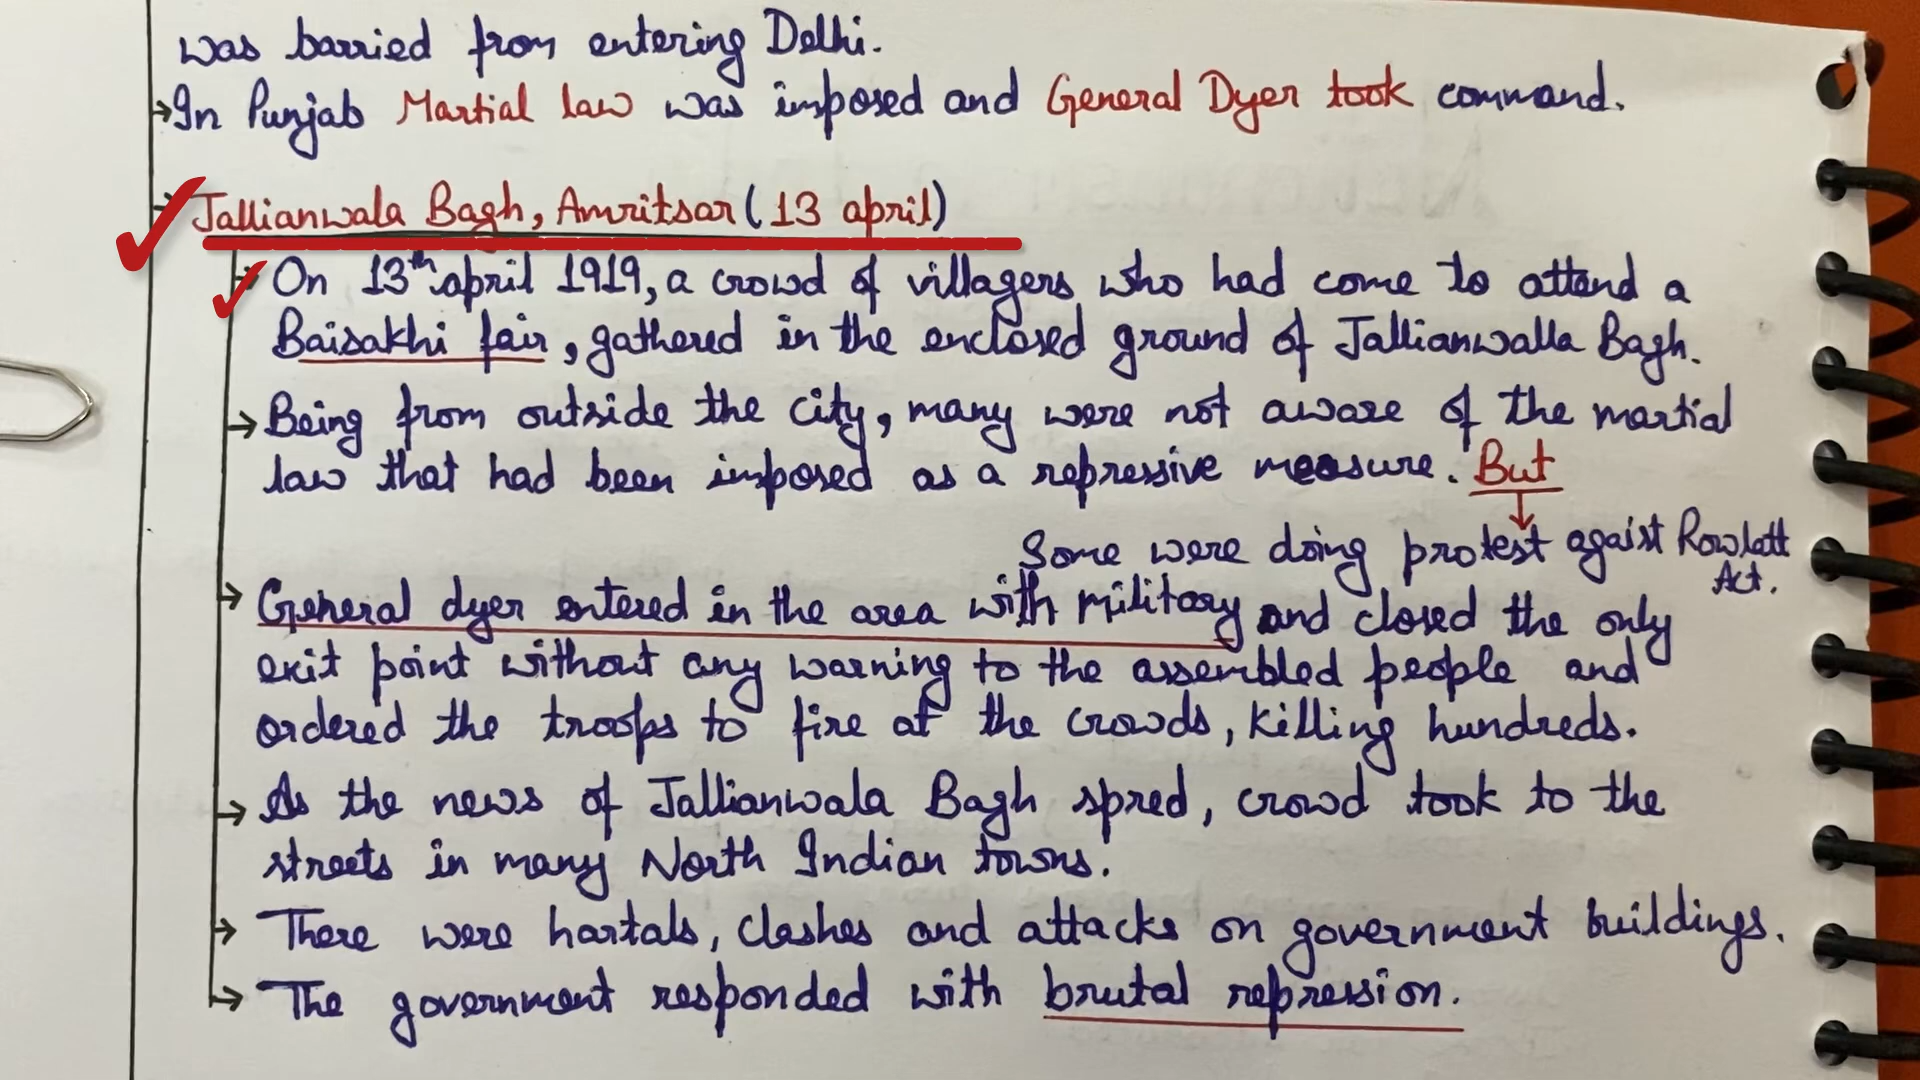 was barried from entering Delhi.
→In Punjab Martial law was imposed and General Dyer took command.
Jallianwala Bagh, Amritsar (13 april)
On 13th april 1919, a crowd of villagers who had come to attend a
Baisakhi fair, gathered in the enclosed ground of Jallianwalla Bagh.
→ Being from outside the city, many were not aware of the martial
law that had been imposed as a repressive measure. But
Some were doing protest agaist Rowlatt
Act.
→ General dyer entered in the area with military and closed the only
exit point without any warning to the assembled people and
ordered the troops to fire at the crowds, killing hundreds.
→ As the news of Jallianwala Bagh spred, crowd took to the
streets in many North Indian towns.
→ There were hartals, clashes and attacks on government buildings.
→ The government responded with brutal repression.